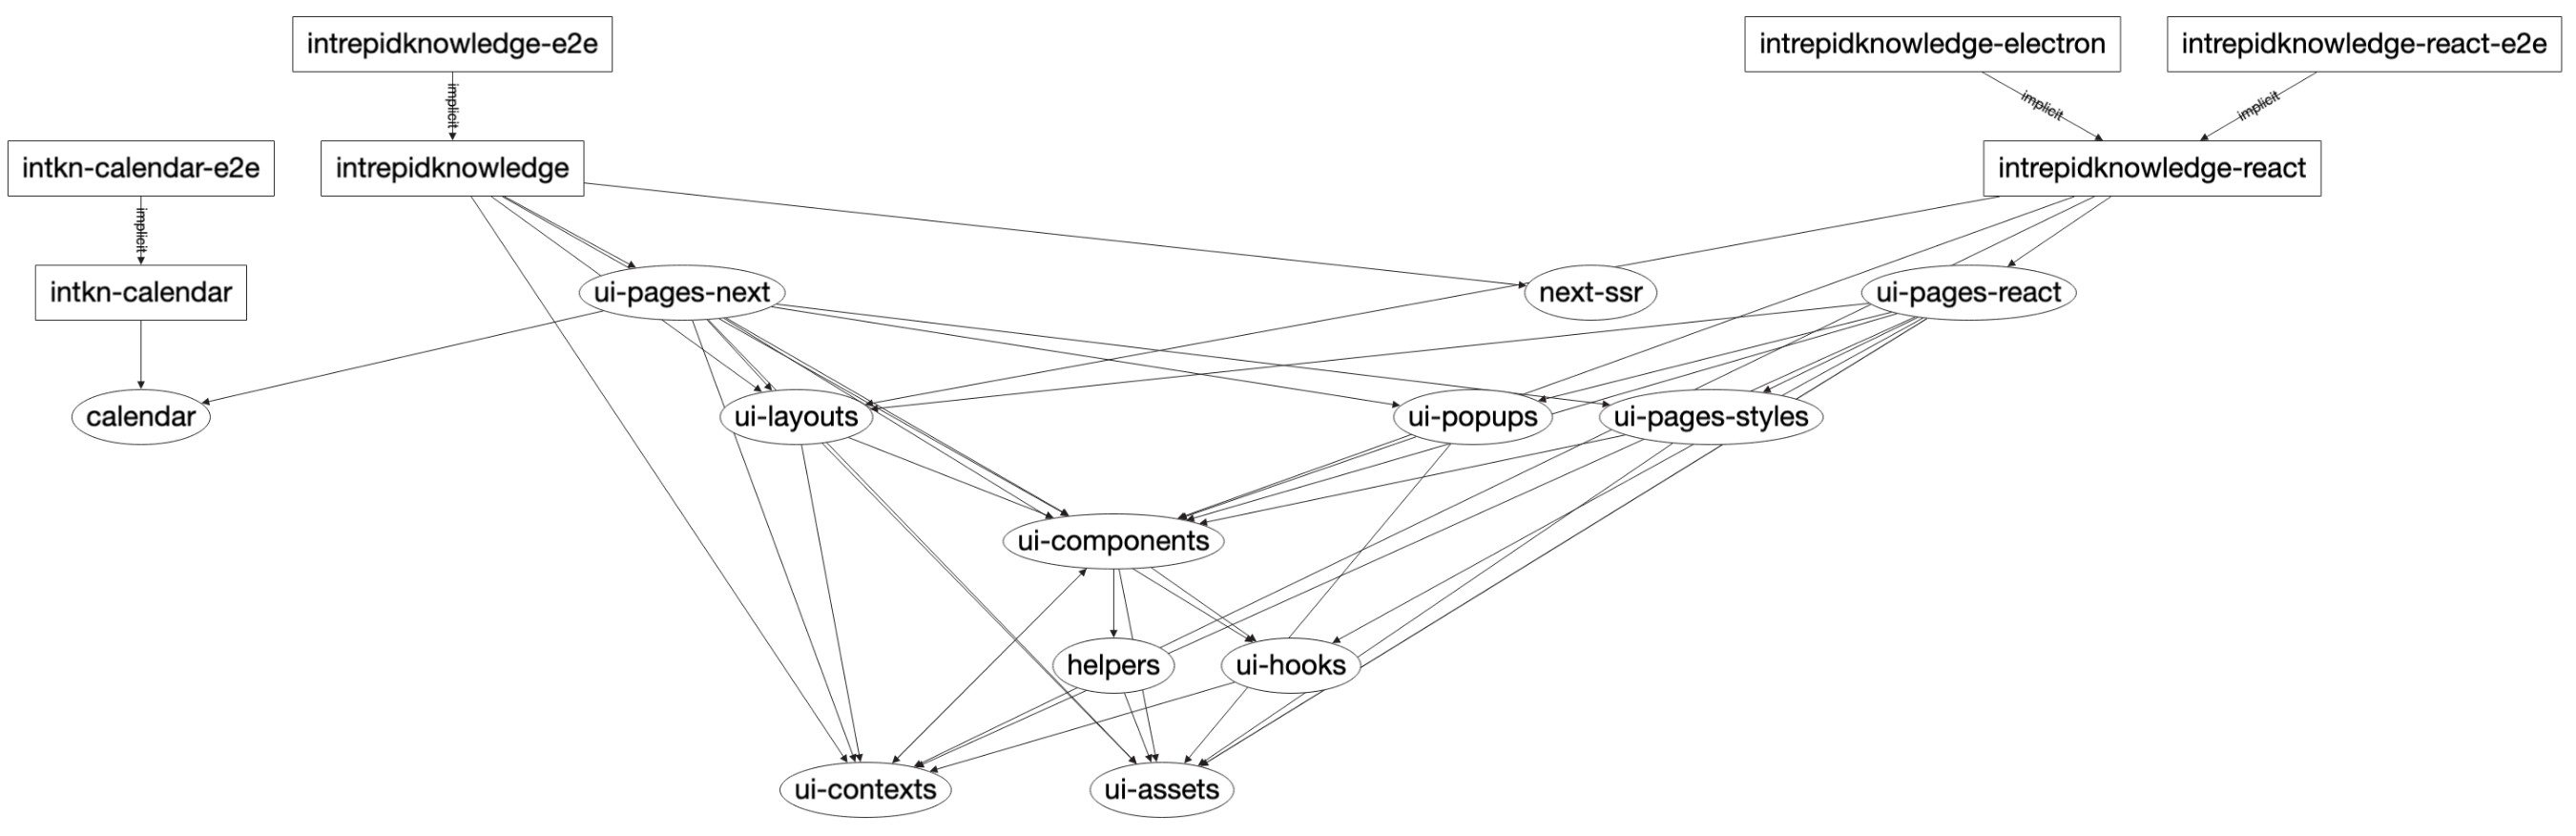 intrepidknowledge-e2e
intrepidknowledge-electron
intrepidknowledge-react-e2e
implicit
implicit
implicit
intkn-calendar-e2e
intrepidknowledge
intrepidknowledge-react
implicit
intkn-calendar
ui-pages-next
next-ssr
ui-pages-react
calendar
ui-layouts
ui-popups
ui-pages-styles
ui-components
helpers
ui-hooks
ui-contexts
ui-assets